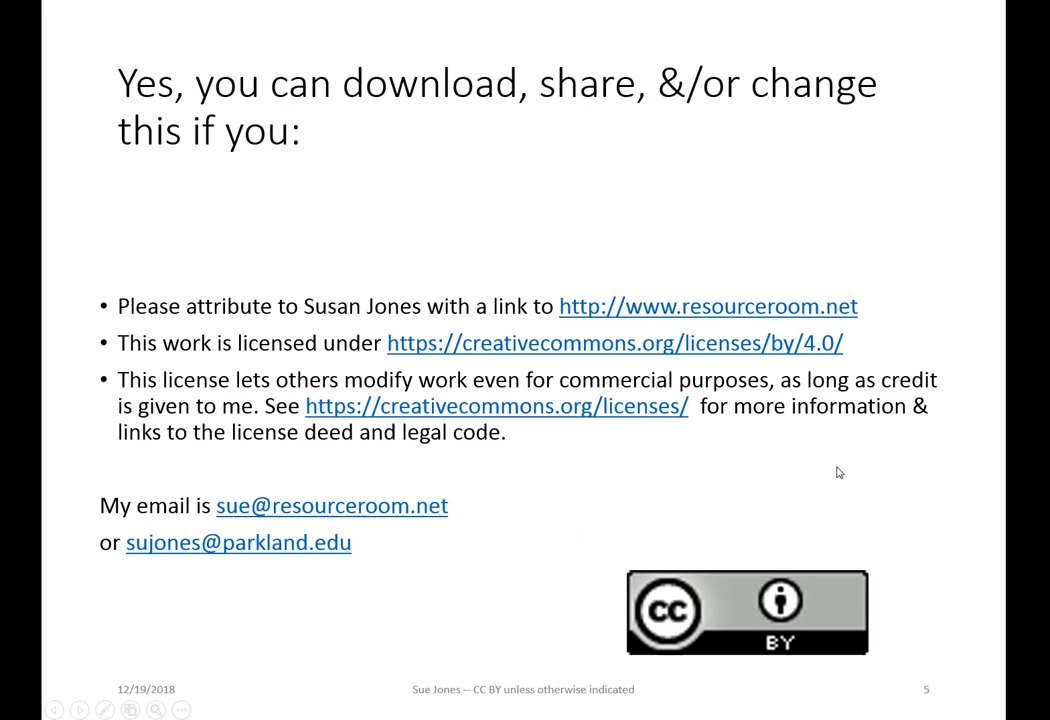 Yes, you can download, share, &/or change
this if you:
• Please attribute to Susan Jones with a link to http://www.resourceroom.net
• This work is licensed under https://creativecommons.org/licenses/by/4.0/
• This license lets others modify work even for commercial purposes, as long as credit
is given to me. See https://creativecommons.org/licenses/ for more information &
links to the license deed and legal code.
My email is sue@resourceroom.net
or sujones@parkland.edu
CC
BY
12/19/2018
Sue Jones -- CC BY unless otherwise indicated
5